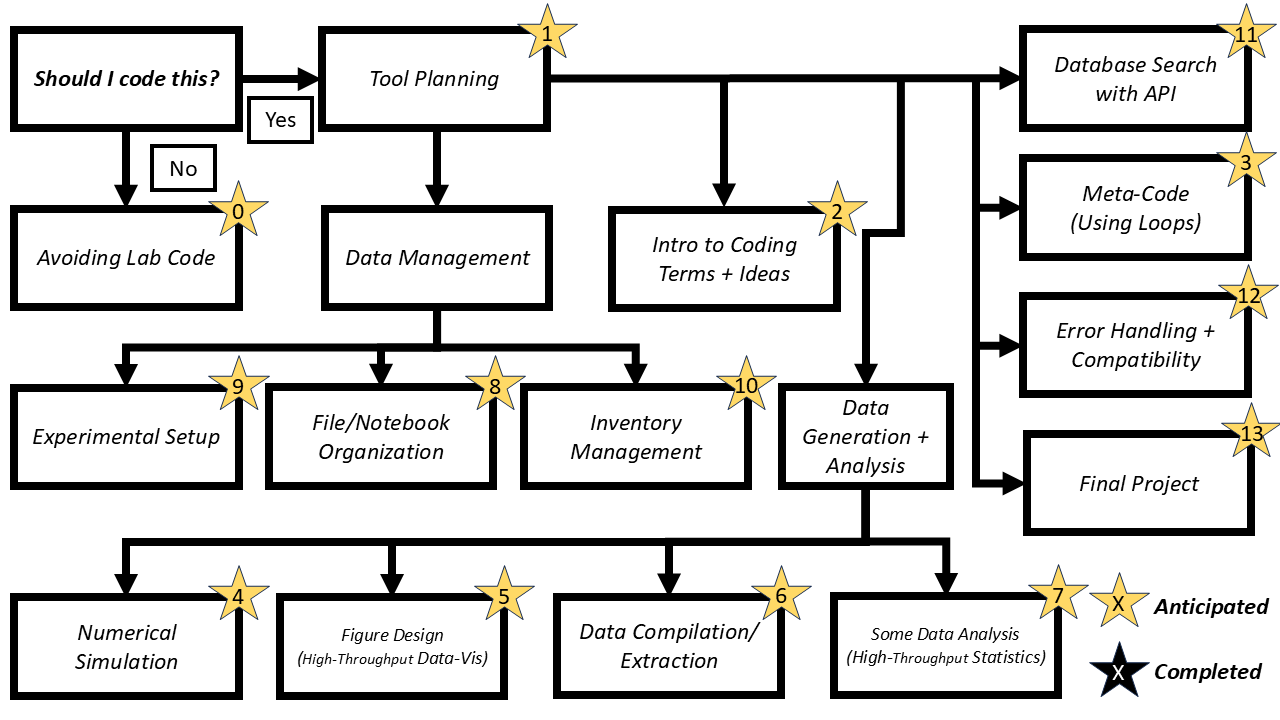 Should I code this?
Yes
No
1
Tool Planning
11
Database Search
with API
0
Avoiding Lab Code
Data Management
2
Intro to Coding
Terms + Ideas
3
Meta-Code
(Using Loops)
12
Error Handling +
Compatibility
9
Experimental Setup
8
File/Notebook
Organization
10
Inventory
Management
Data
Generation +
Analysis
13
Final Project
4
Numerical
Simulation
5
Figure Design
(High-Throughput Data-Vis)
6
Data Compilation/
Extraction
7
Some Data Analysis
(High-Throughput Statistics)
X Anticipated
X Completed